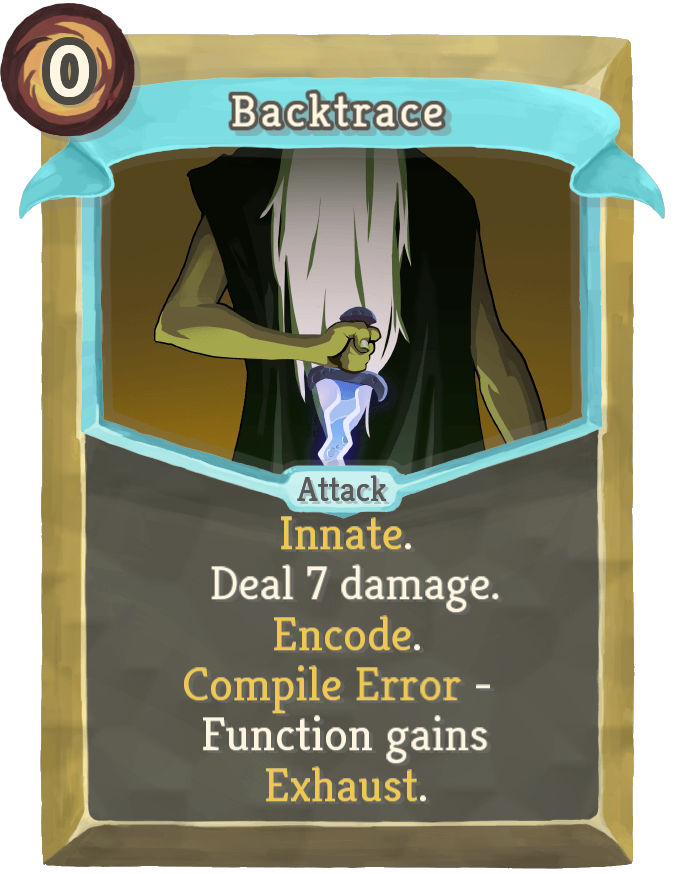 0
Backtrace
Attack
Innate.
Deal 7 damage.
Encode.
Compile Error -
Function gains
Exhaust.